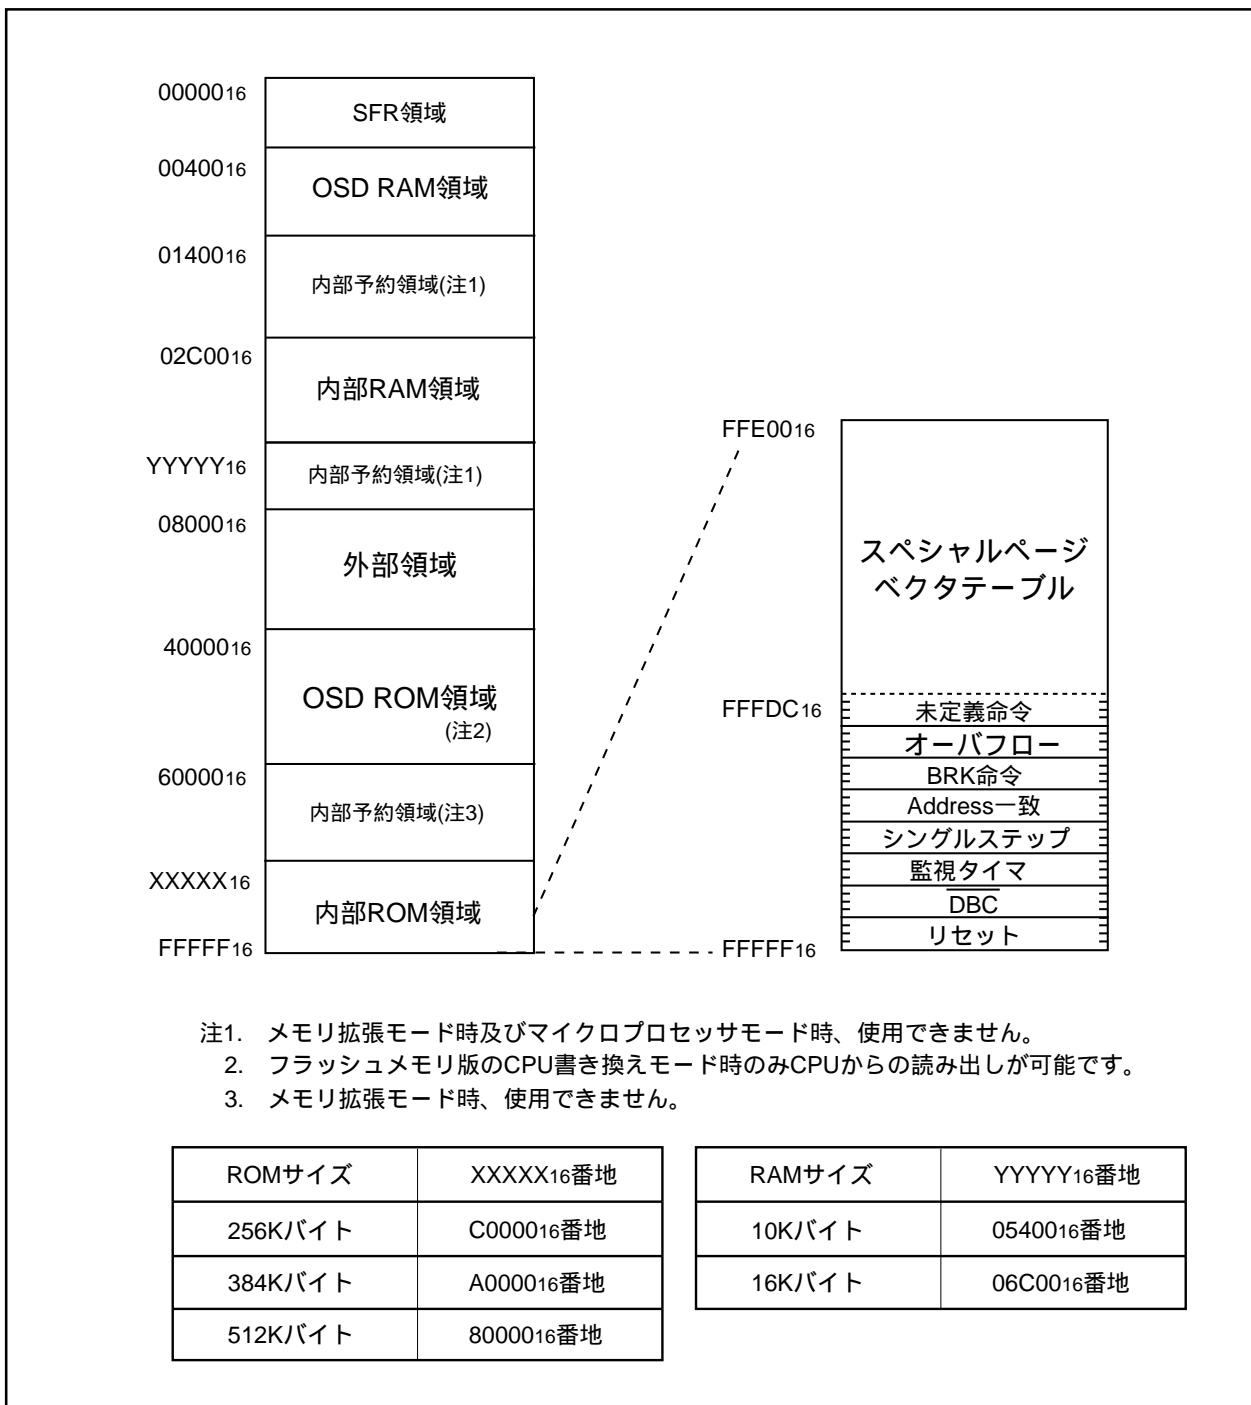 0000016
SFR領域
0040016
OSD RAM領域
0140016
内部予約領域(注1)
02C0016
内部RAM領域
YYYYY16
内部予約領域(注1)
0800016
外部領域
4000016
OSD ROM領域
(注2)
6000016
内部予約領域(注3)
XXXXX16
内部ROM領域
FFFFF16
FFE0016
スペシャルページ
ベクタテーブル
FFFDC16
未定義命令
オーバフロー
BRK命令
Address一致
シングルステップ
監視タイマ
DBC
リセット
FFFFF16
注1. メモリ拡張モード時及びマイクロプロセッサモード時、使用できません。
2. フラッシュメモリ版のCPU書き換えモード時のみCPUからの読み出しが可能です。
3. メモリ拡張モード時、使用できません。
ROMサイズ XXXXX16番地
256Kバイト C000016番地
384Kバイト A000016番地
512Kバイト 8000016番地
RAMサイズ YYYYY16番地
10Kバイト 0540016番地
16Kバイト 06C0016番地